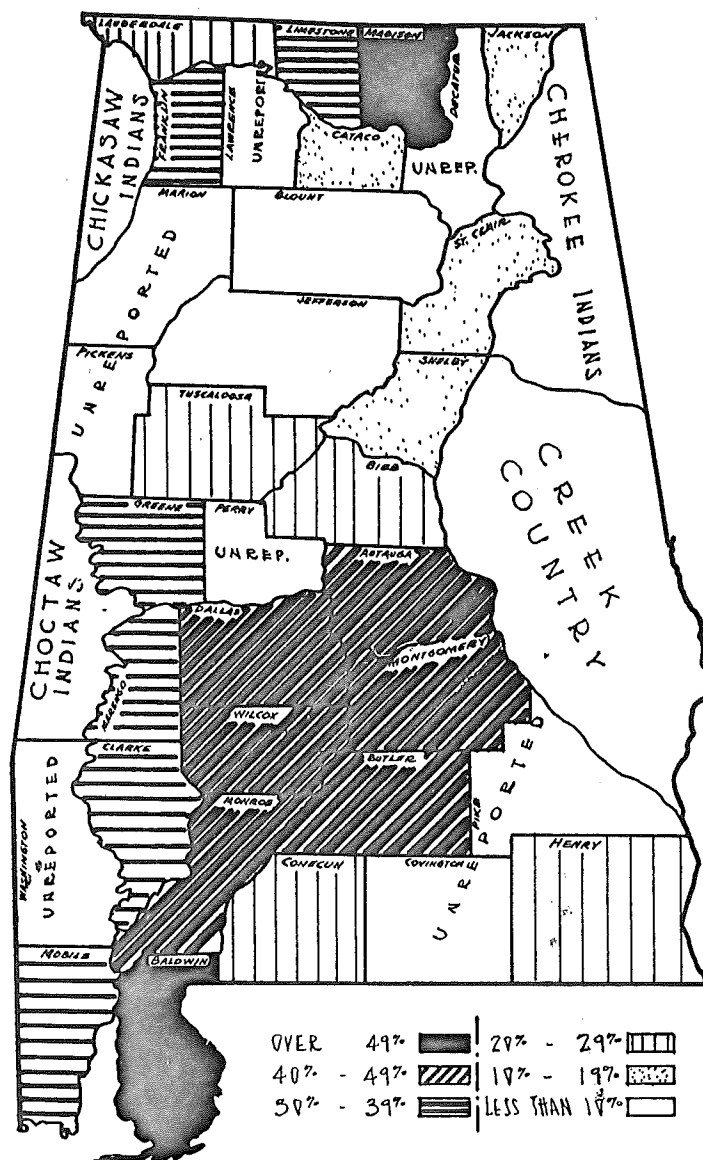 LAUDERDALE
LIMESTONE
MADISON
JACKSON
DECATUR
FRANKLIN
LAWRENCE
UNREPORTED
CATACO
UNREP.
CHICKASAW
INDIANS
MARION
BLOUNT
ST. CLAIR
CHEROKEE INDIANS
UNREPORTED
JEFFERSON
PICKENS
SHELBY
TUSCALOOSA
BIBB
CREEK
COUNTRY
GREENE
PERRY
UNREP.
AUTAUGA
CHOCTAW
INDIANS
DALLAS
MONTGOMERY
MARENGO
WILCOX
CLARKE
BUTLER
MONROE
PIKE
WASHINGTON
UNREPORTED
UNREPORTED
CONECUH
COVINGTON
HENRY
MOBILE
BALDWIN
OVER 49% 20% - 29%
40% - 49% 10% - 19%
30% - 39% LESS THAN 10%